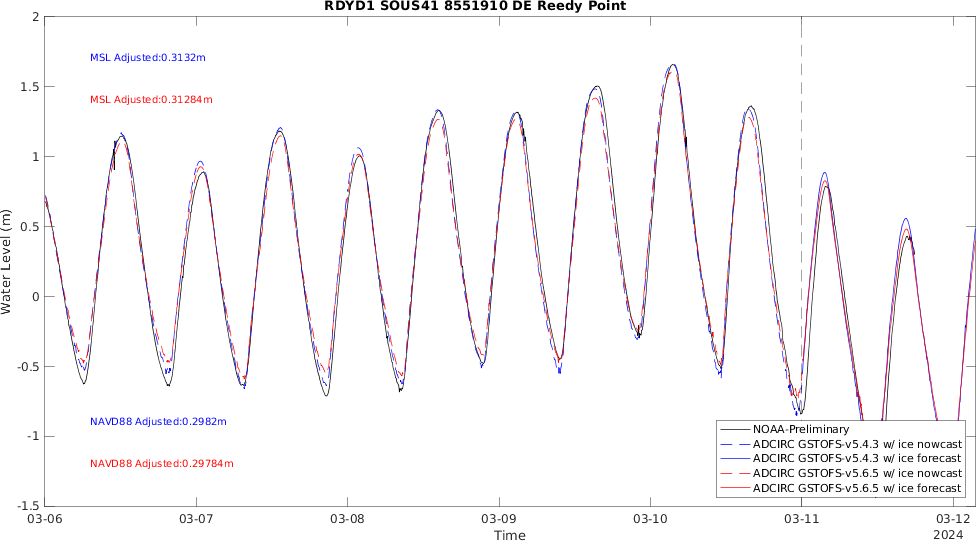 RDYD1 SOUS41 8551910 DE Reedy Point
2
1.5
1
0.5
0
-0.5
-1
-1.5
Water Level (m)
MSL Adjusted:0.3132m
MSL Adjusted:0.31284m
NAVD88 Adjusted:0.2982m
NAVD88 Adjusted:0.29784m
NOAA-Preliminary
ADCIRC GSTOFS-v5.4.3 w/ ice nowcast
ADCIRC GSTOFS-v5.4.3 w/ ice forecast
ADCIRC GSTOFS-v5.6.5 w/ ice nowcast
ADCIRC GSTOFS-v5.6.5 w/ ice forecast
03-06 03-07 03-08 03-09 03-10 03-11 03-12
Time
2024